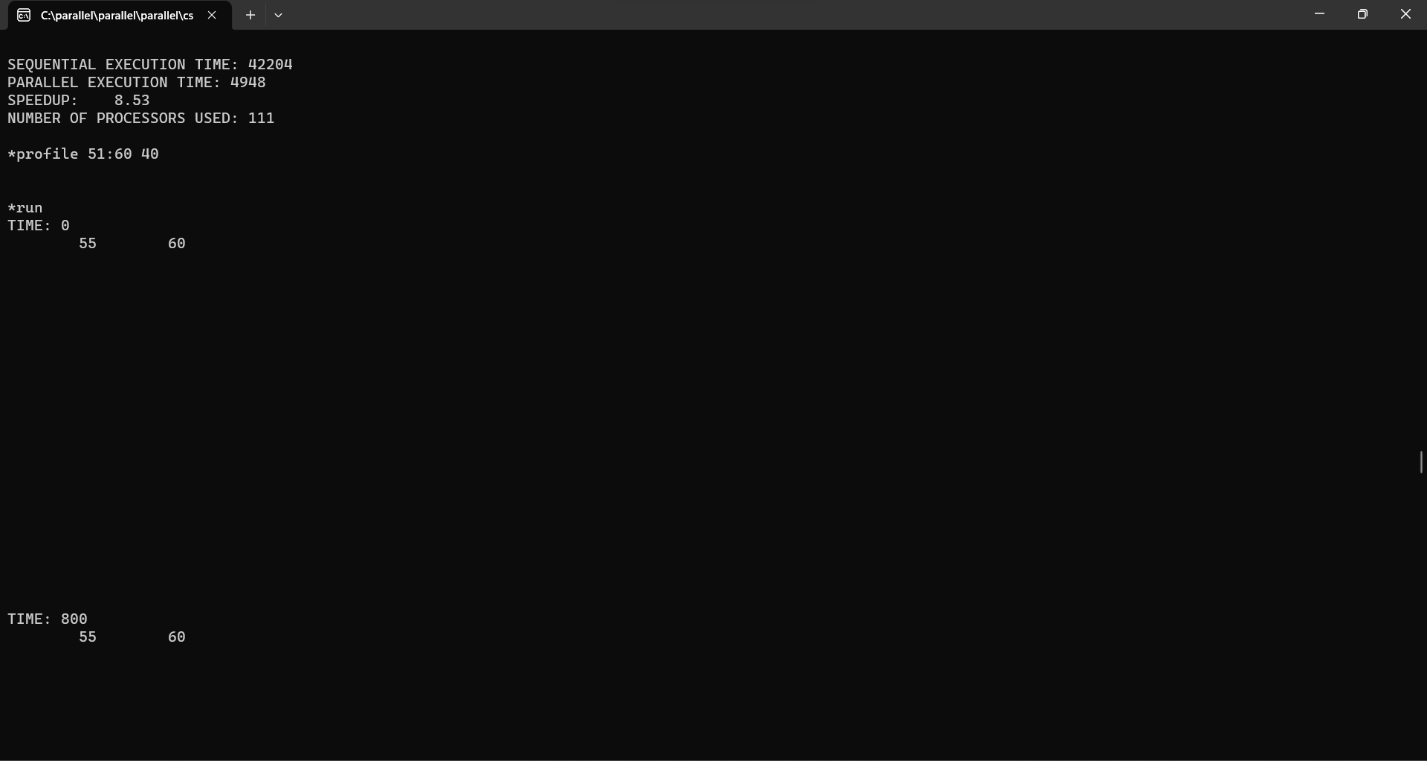 C:\parallel\parallel\parallel\cs
SEQUENTIAL EXECUTION TIME: 42204
PARALLEL EXECUTION TIME: 4948
SPEEDUP:    8.53
NUMBER OF PROCESSORS USED: 111
*profile 51:60 40
*run
TIME: 0
        55        60
TIME: 800
        55        60